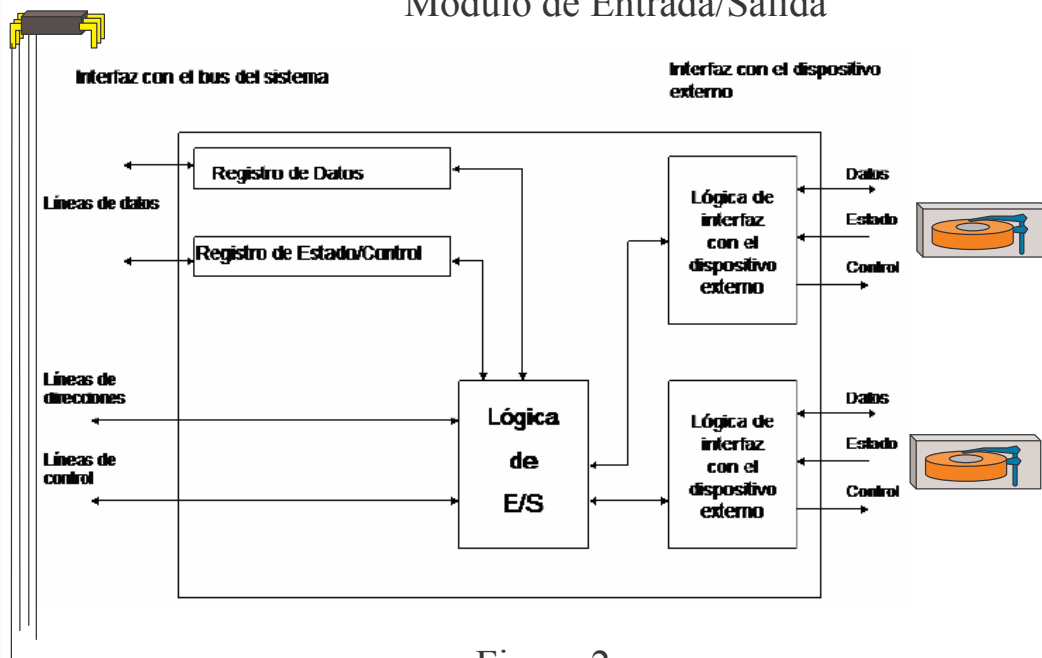 Módulo de Entrada/Salida
Interfaz con el bus del sistema
Interfaz con el dispositivo
externo
Registro de Datos
Líneas de datos
Registro de Estado/Control
Lógica de
interfaz
con el
dispositivo
externo
Datos
Estado
Control
Líneas de
direcciones
Líneas de
control
Lógica
de
E/S
Lógica de
interfaz
con el
dispositivo
externo
Datos
Estado
Control
Figura 2